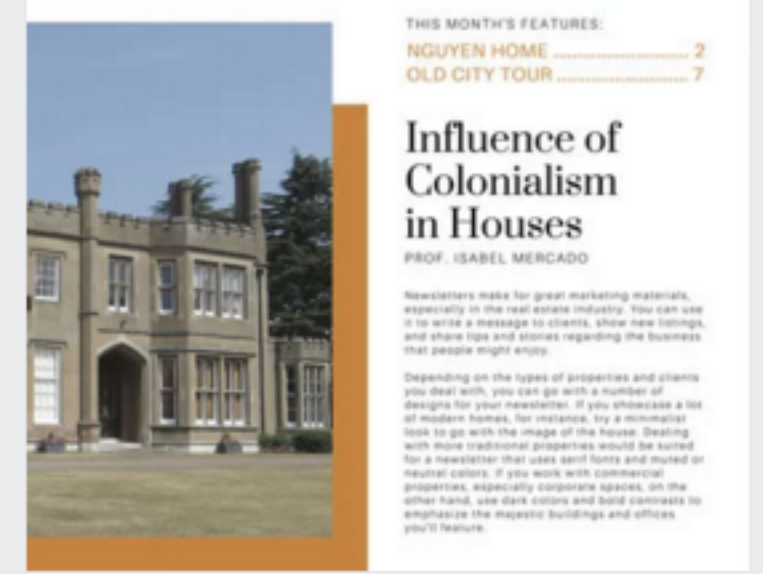 THIS MONTH'S FEATURES:
NGUYEN HOME ........................... 2
OLD CITY TOUR .......................... 7
Influence of
Colonialism
in Houses
PROF. ISABEL MERCADO
Newsletters make for great marketing materials,
especially in the real estate industry. You can use
it to write a message to clients, show new listings,
and share tips and stories regarding the business
that people might enjoy.
Depending on the types of properties and clients
you deal with, you can go with a number of
designs for your newsletter. If you showcase a lot
of modern homes, for instance, try a minimalist
look to go with the image of the house. Dealing
with more traditional properties would be suited
for a newsletter that uses serif fonts and muted or
neutral colors. If you work with commercial
properties, especially corporate spaces, on the
other hand, use dark colors and bold contrasts to
emphasize the majestic buildings and offices
you'll feature.